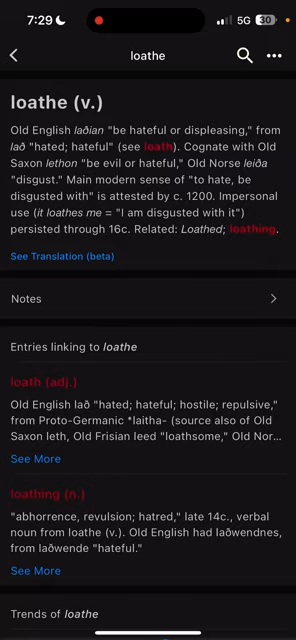 7:29
5G
30
loathe
loathe (v.)
Old English laðian "be hateful or displeasing," from
lað "hated; hateful" (see loath). Cognate with Old
Saxon lethon "be evil or hateful," Old Norse leiða
"disgust." Main modern sense of "to hate, be
disgusted with" is attested by c. 1200. Impersonal
use (it loathes me = "I am disgusted with it")
persisted through 16c. Related: Loathed; loathing.
See Translation (beta)
Notes
Entries linking to loathe
loath (adj.)
Old English lað "hated; hateful; hostile; repulsive,"
from Proto-Germanic *laitha- (source also of Old
Saxon leth, Old Frisian leed "loathsome," Old Nor...
See More
loathing (n.)
"abhorrence, revulsion; hatred," late 14c., verbal
noun from loathe (v.). Old English had laðwendnes,
from laðwende "hateful."
See More
Trends of loathe